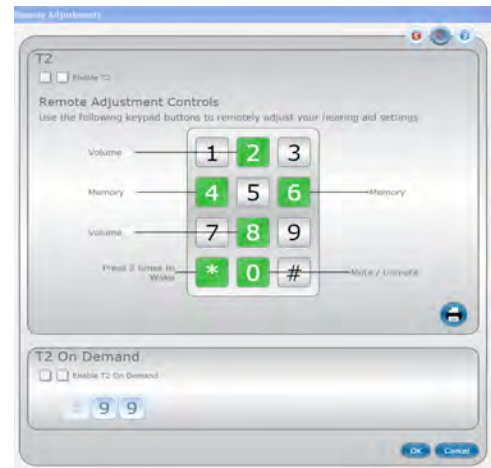 Remote Adjustments
T2
Enable T2
Remote Adjustment Controls
Use the following keypad buttons to remotely adjust your hearing aid settings
Volume
1 2 3
Memory
4 5 6
Memory
Volume
7 8 9
Press 2 times to
Wake
* 0 #
Mute / Unmute
T2 On Demand
Enable T2 On Demand
9 9
OK Cancel